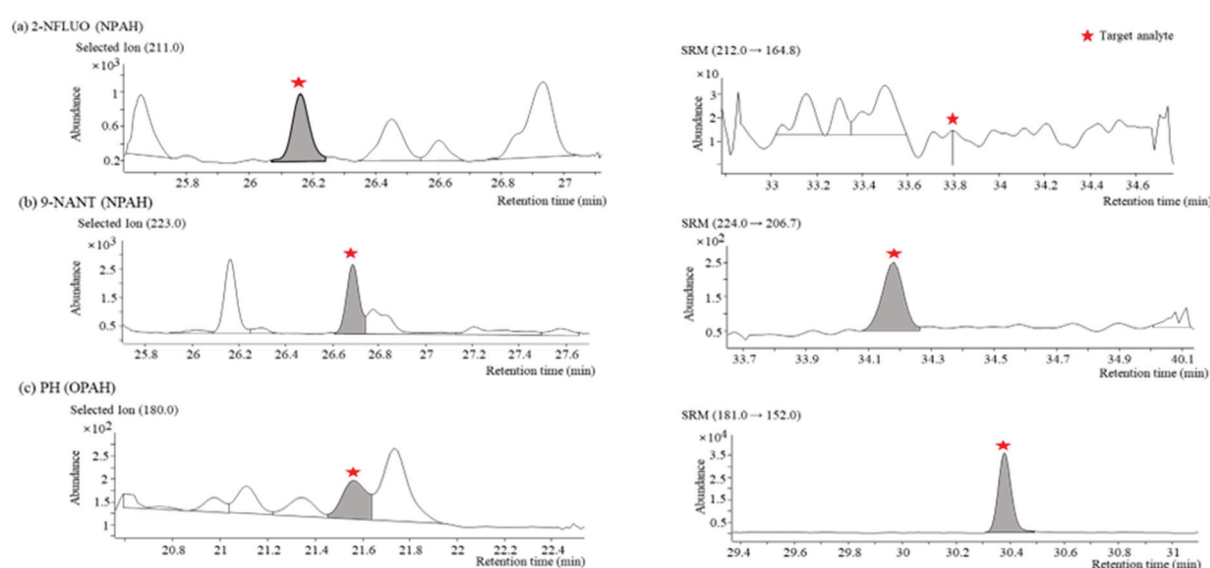 (a) 2-NFLUO (NPAH)
Selected Ion (211.0)
×10³
Abundance
1
0.6
0.2
25.8 26 26.2 26.4 26.6 26.8 27
Retention time (min)
SRM (212.0→164.8)
★ Target analyte
×10
Abundance
3
2
1
33 33.2 33.4 33.6 33.8 34 34.2 34.4 34.6
Retention time (min)
(b) 9-NANT (NPAH)
Selected Ion (223.0)
×10³
Abundance
2.5
1.5
0.5
25.8 26 26.2 26.4 26.6 26.8 27 27.2 27.4 27.6
Retention time (min)
SRM (224.0→206.7)
×10²
Abundance
2.5
1.5
0.5
33.7 33.9 34.1 34.3 34.5 34.7 34.9 40.1
Retention time (min)
(c) PH (OPAH)
Selected Ion (180.0)
×10²
Abundance
2.5
2
1.5
1
20.8 21 21.2 21.4 21.6 21.8 22 22.2 22.4
Retention time (min)
SRM (181.0→152.0)
×10⁴
Abundance
3.5
2.5
1.5
0.5
29.4 29.6 29.8 30 30.2 30.4 30.6 30.8 31
Retention time (min)